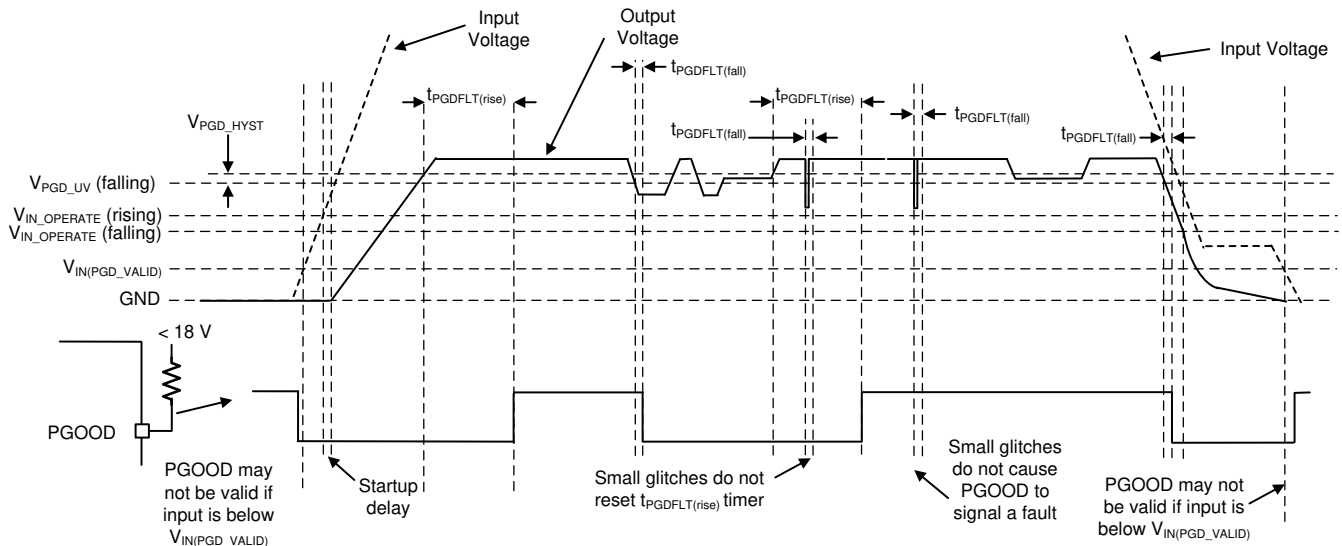 Input
Voltage
Output
Voltage
Input Voltage
tPGDFLT(fall)
tPGDFLT(rise)
tPGDFLT(rise)
tPGDFLT(fall)
tPGDFLT(fall)
tPGDFLT(fall)
VPGD_HYST
VPGD_UV (falling)
VIN_OPERATE (rising)
VIN_OPERATE (falling)
VIN(PGD_VALID)
GND
< 18 V
PGOOD
PGOOD may
not be valid if
input is below
VIN(PGD_VALID)
Startup
delay
Small glitches do not
reset tPGDFLT(rise) timer
Small glitches
do not cause
PGOOD to
signal a fault
PGOOD may not
be valid if input is
below VIN(PGD_VALID)